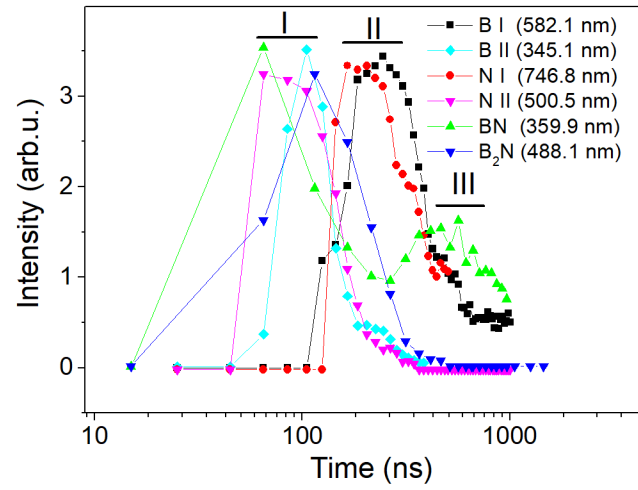 I
II
III
B I (582.1 nm)
B II (345.1 nm)
N I (746.8 nm)
N II (500.5 nm)
BN (359.9 nm)
B₂N (488.1 nm)
Intensity (arb.u.)
3
2
1
0
10
100
1000
Time (ns)